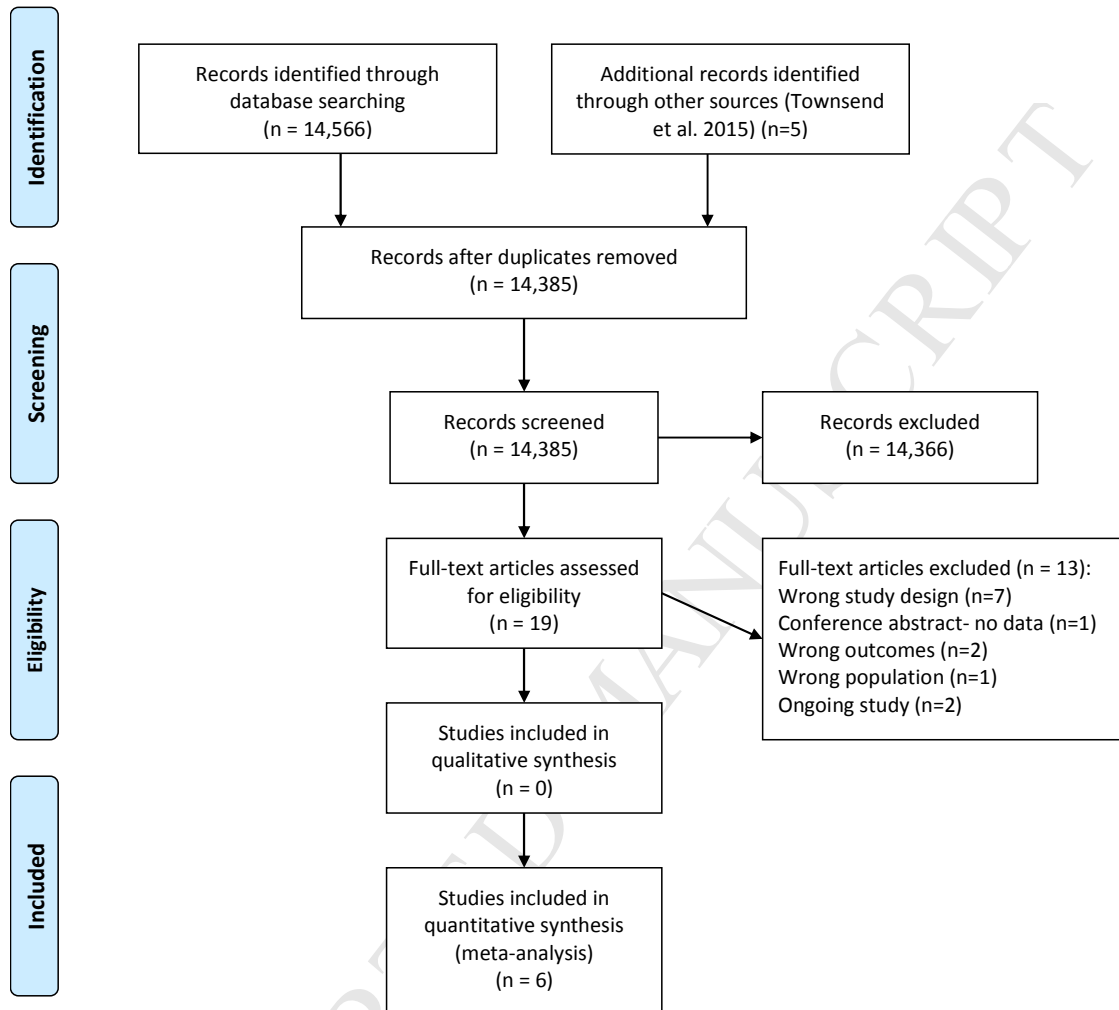 Identification
Records identified through
database searching
(n = 14,566)
Additional records identified
through other sources (Townsend
et al. 2015) (n=5)
Records after duplicates removed
(n = 14,385)
Screening
Records screened
(n = 14,385)
Records excluded
(n = 14,366)
Eligibility
Full-text articles assessed
for eligibility
(n = 19)
Full-text articles excluded (n = 13):
Wrong study design (n=7)
Conference abstract- no data (n=1)
Wrong outcomes (n=2)
Wrong population (n=1)
Ongoing study (n=2)
Studies included in
qualitative synthesis
(n = 0)
Included
Studies included in
quantitative synthesis
(meta-analysis)
(n = 6)